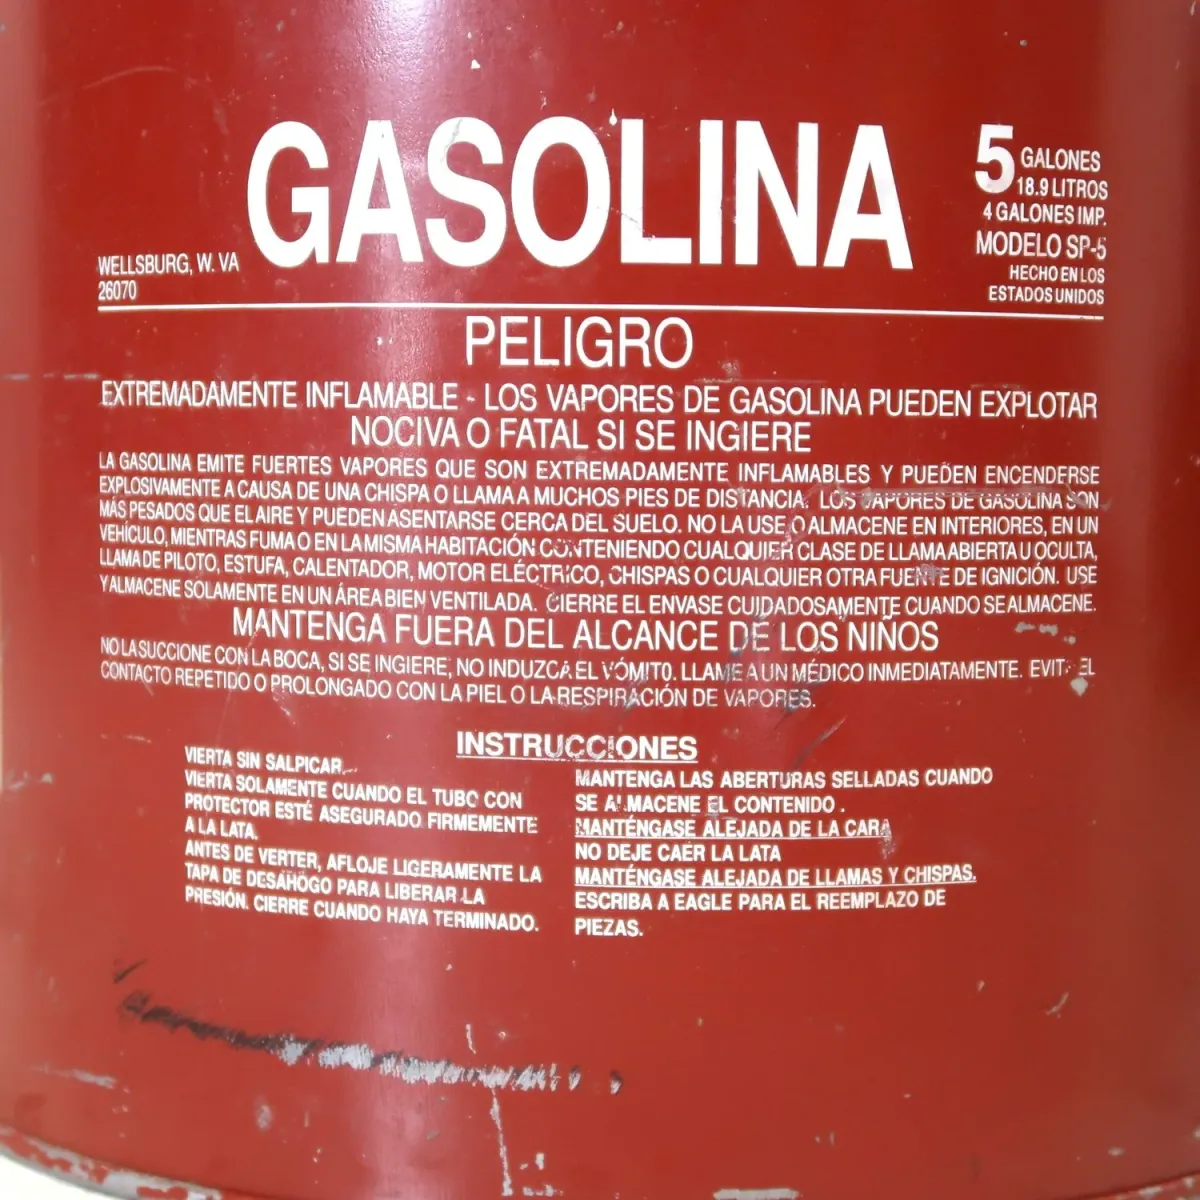 GASOLINA
5 GALONES
18.9 LITROS
4 GALONES IMP.
MODELO SP-5
HECHO EN LOS
ESTADOS UNIDOS
WELLSBURG, W. VA
26070
PELIGRO
EXTREMADAMENTE INFLAMABLE - LOS VAPORES DE GASOLINA PUEDEN EXPLOTAR
NOCIVA O FATAL SI SE INGIERE
LA GASOLINA EMITE FUERTES VAPORES QUE SON EXTREMADAMENTE INFLAMABLES Y PUEDEN ENCENDERSE
EXPLOSIVAMENTE A CAUSA DE UNA CHISPA O LLAMA A MUCHOS PIES DE DISTANCIA. LOS VAPORES DE GASOLINA SON
MÁS PESADOS QUE EL AIRE Y PUEDEN ASENTARSE CERCA DEL SUELO. NO LA USE O ALMACENE EN INTERIORES, EN UN
VEHÍCULO, MIENTRAS FUMA O EN LA MISMA HABITACIÓN CONTENIENDO CUALQUIER CLASE DE LLAMA ABIERTA U OCULTA,
LLAMA DE PILOTO, ESTUFA, CALENTADOR, MOTOR ELÉCTRICO, CHISPAS O CUALQUIER OTRA FUENTE DE IGNICIÓN. USE
Y ALMACENE SOLAMENTE EN UN ÁREA BIEN VENTILADA. CIERRE EL ENVASE CUIDADOSAMENTE CUANDO SE ALMACENE.
MANTENGA FUERA DEL ALCANCE DE LOS NIÑOS
NO LA SUCCIONE CON LA BOCA, SI SE INGIERE, NO INDUZCA EL VÓMITO. LLAME A UN MÉDICO INMEDIATAMENTE. EVITE EL
CONTACTO REPETIDO O PROLONGADO CON LA PIEL O LA RESPIRACIÓN DE VAPORES.
INSTRUCCIONES
VIERTA SIN SALPICAR.
VIERTA SOLAMENTE CUANDO EL TUBO CON
PROTECTOR ESTÉ ASEGURADO FIRMEMENTE
A LA LATA.
ANTES DE VERTER, AFLOJE LIGERAMENTE LA
TAPA DE DESAHOGO PARA LIBERAR LA
PRESIÓN. CIERRE CUANDO HAYA TERMINADO.
MANTENGA LAS ABERTURAS SELLADAS CUANDO
SE ALMACENE EL CONTENIDO .
MANTÉNGASE ALEJADA DE LA CARA
NO DEJE CAER LA LATA
MANTÉNGASE ALEJADA DE LLAMAS Y CHISPAS.
ESCRIBA A EAGLE PARA EL REEMPLAZO DE
PIEZAS.